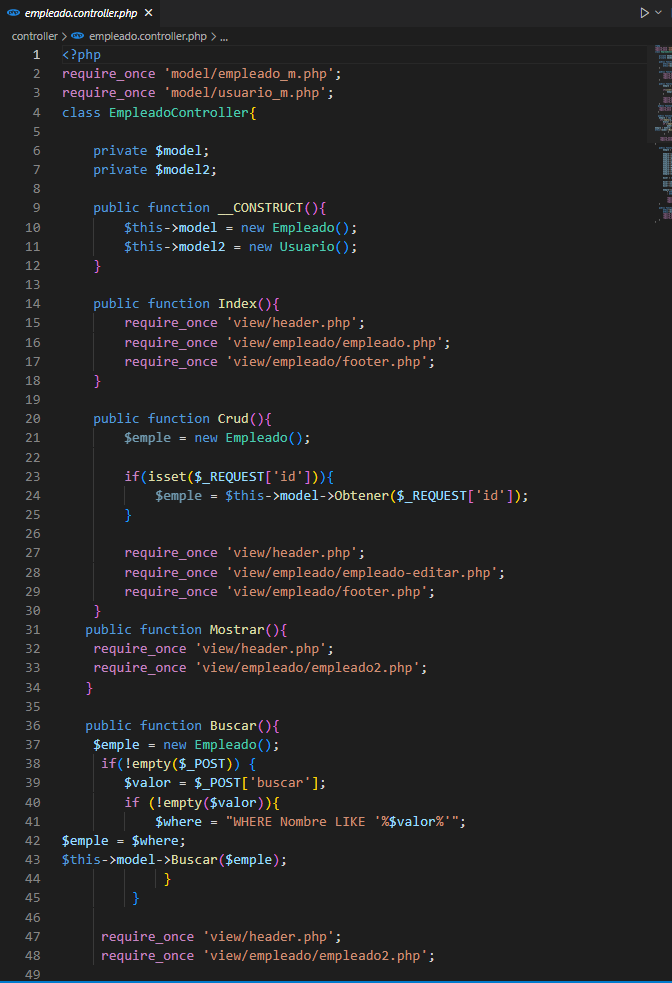 empleado.controller.php
controller > empleado.controller.php > ...
1 <?php
2 require_once 'model/empleado_m.php';
3 require_once 'model/usuario_m.php';
4 class EmpleadoController{
5
6 private $model;
7 private $model2;
8
9 public function __CONSTRUCT(){
10 $this->model = new Empleado();
11 $this->model2 = new Usuario();
12 }
13
14 public function Index(){
15 require_once 'view/header.php';
16 require_once 'view/empleado/empleado.php';
17 require_once 'view/empleado/footer.php';
18 }
19
20 public function Crud(){
21 $emple = new Empleado();
22
23 if(isset($_REQUEST['id'])){
24 $emple = $this->model->Obtener($_REQUEST['id']);
25 }
26
27 require_once 'view/header.php';
28 require_once 'view/empleado/empleado-editar.php';
29 require_once 'view/empleado/footer.php';
30 }
31 public function Mostrar(){
32 require_once 'view/header.php';
33 require_once 'view/empleado/empleado2.php';
34 }
35
36 public function Buscar(){
37 $emple = new Empleado();
38 if(!empty($_POST)) {
39 $valor = $_POST['buscar'];
40 if (!empty($valor)){
41 $where = "WHERE Nombre LIKE '%$valor%'";
42 $emple = $where;
43 $this->model->Buscar($emple);
44 }
45 }
46
47 require_once 'view/header.php';
48 require_once 'view/empleado/empleado2.php';
49